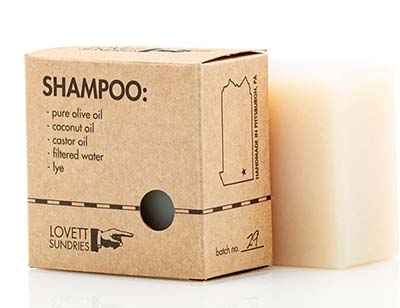 SHAMPOO:
- pure olive oil
- coconut oil
- castor oil
- filtered water
- lye
LOVETT
SUNDRIES
HANDMADE IN PITTSBURGH, PA
batch no. 29